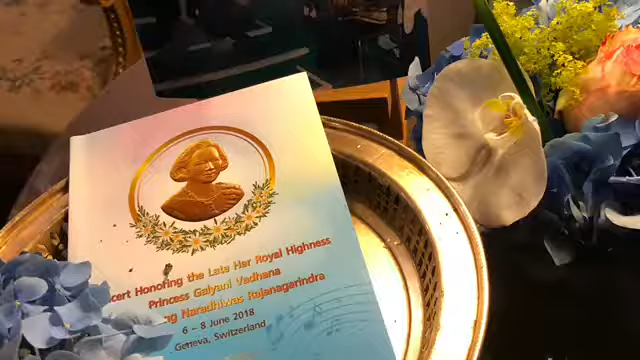 cert Honoring the Late Her Royal Highness
Princess Galyani Vadhana
Naradhiwas Rajanagarindra
6 - 8 June 2018
Geneva, Switzerland